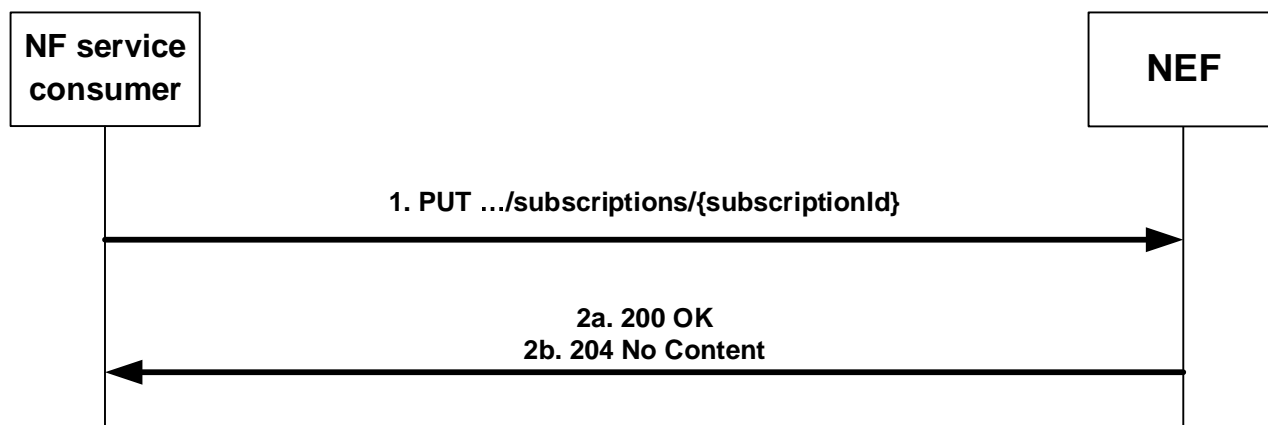 NF service
consumer
NEF
1. PUT …/subscriptions/{subscriptionId}
2a. 200 OK
2b. 204 No Content